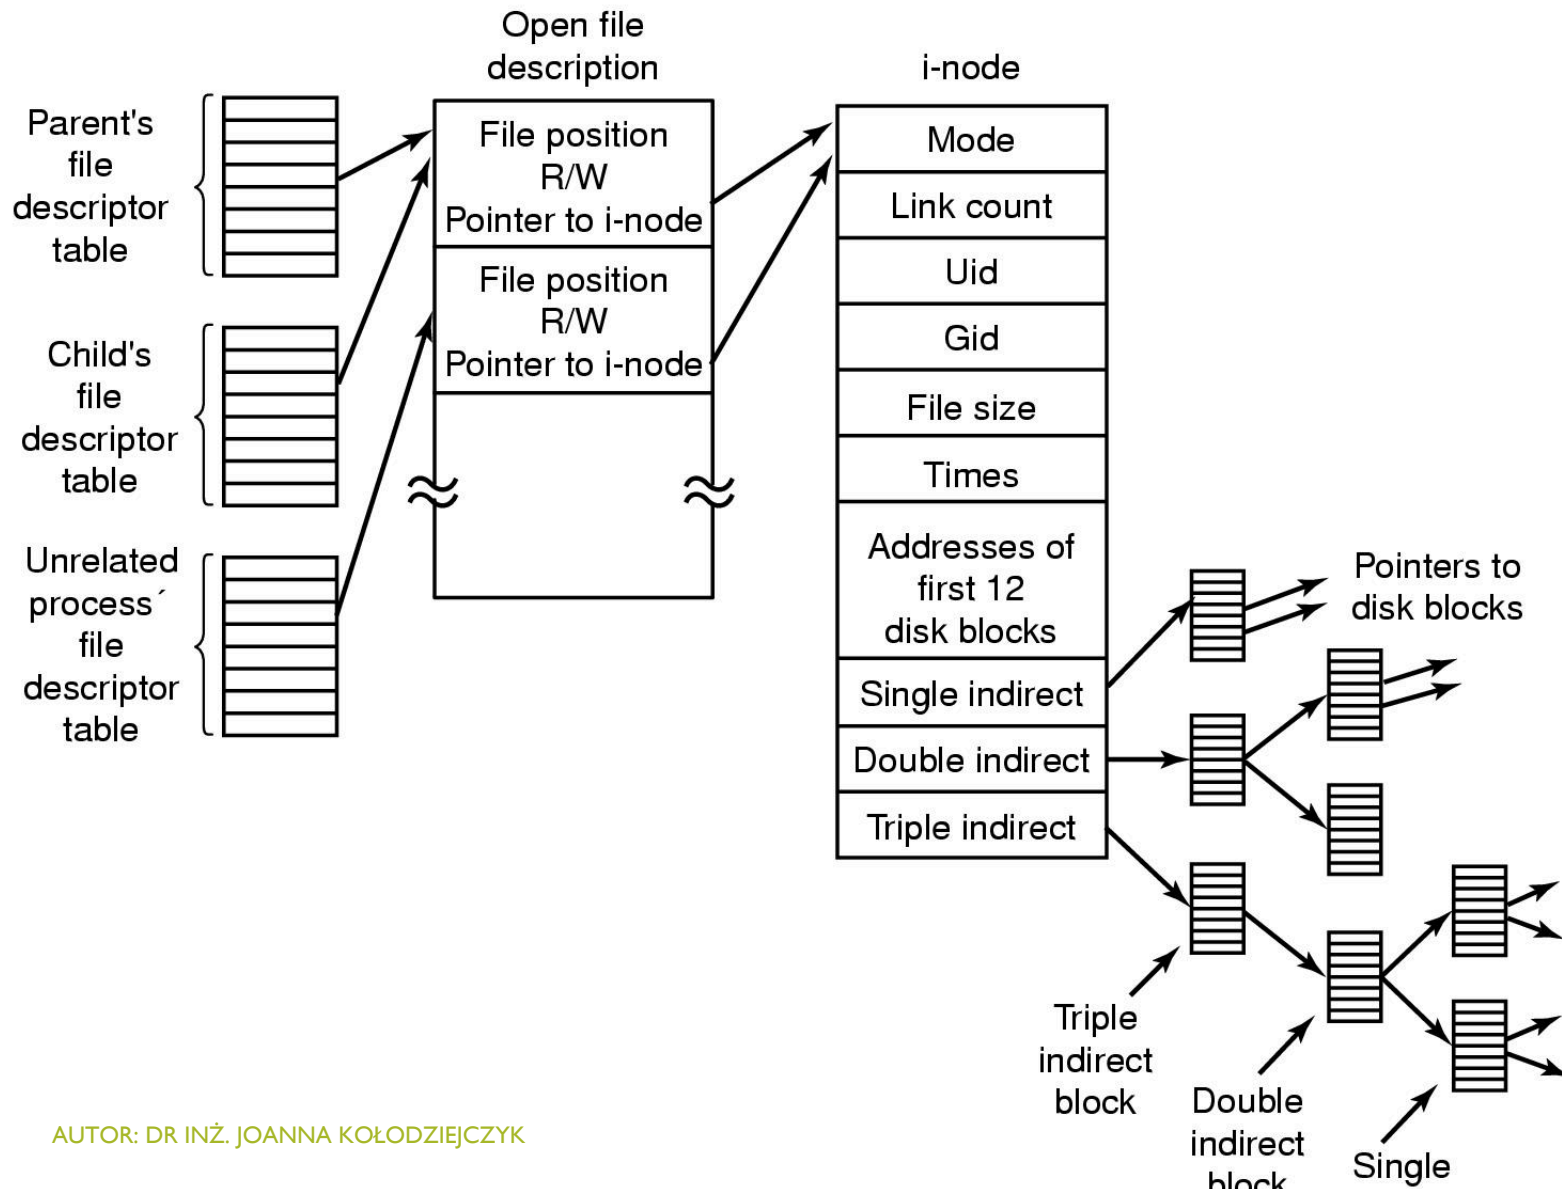 Open file
description
i-node
Parent's
file
descriptor
table
File position
R/W
Pointer to i-node
File position
R/W
Pointer to i-node
Child's
file
descriptor
table
Unrelated
process´
file
descriptor
table
Mode
Link count
Uid
Gid
File size
Times
Addresses of
first 12
disk blocks
Single indirect
Double indirect
Triple indirect
Pointers to
disk blocks
Triple
indirect
block
Double
indirect
block
Single
AUTOR: DR INŻ. JOANNA KOŁODZIEJCZYK